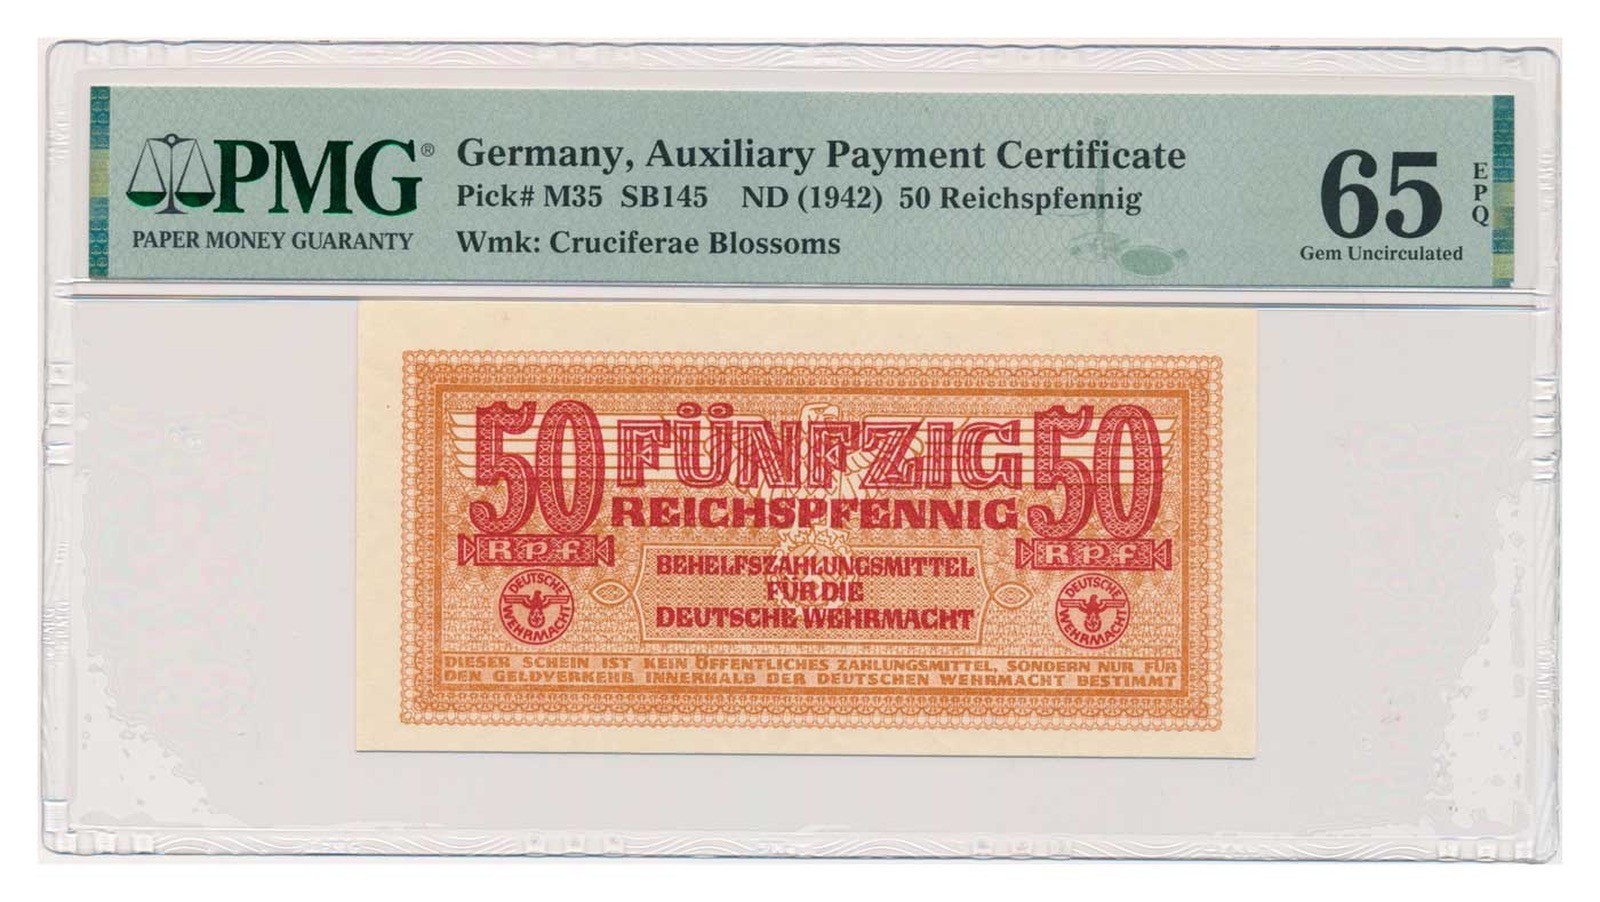 PMG®
PAPER MONEY GUARANTY
Germany, Auxiliary Payment Certificate
Pick# M35 SB145 ND (1942) 50 Reichspfennig
Wmk: Cruciferae Blossoms
65
EPQ
Gem Uncirculated
50 FÜNFZIG 50
REICHSPFENNIG
RPf RPf
BEHELFSZAHLUNGSMITTEL
FÜR DIE
DEUTSCHE WEHRMACHT
DEUTSCHE WEHRMACHT
DEUTSCHE WEHRMACHT
DIESER SCHEIN IST KEIN ÖFFENTLICHES ZAHLUNGSMITTEL, SONDERN NUR FÜR
DEN GELDVERKEHR INNERHALB DER DEUTSCHEN WEHRMACHT BESTIMMT